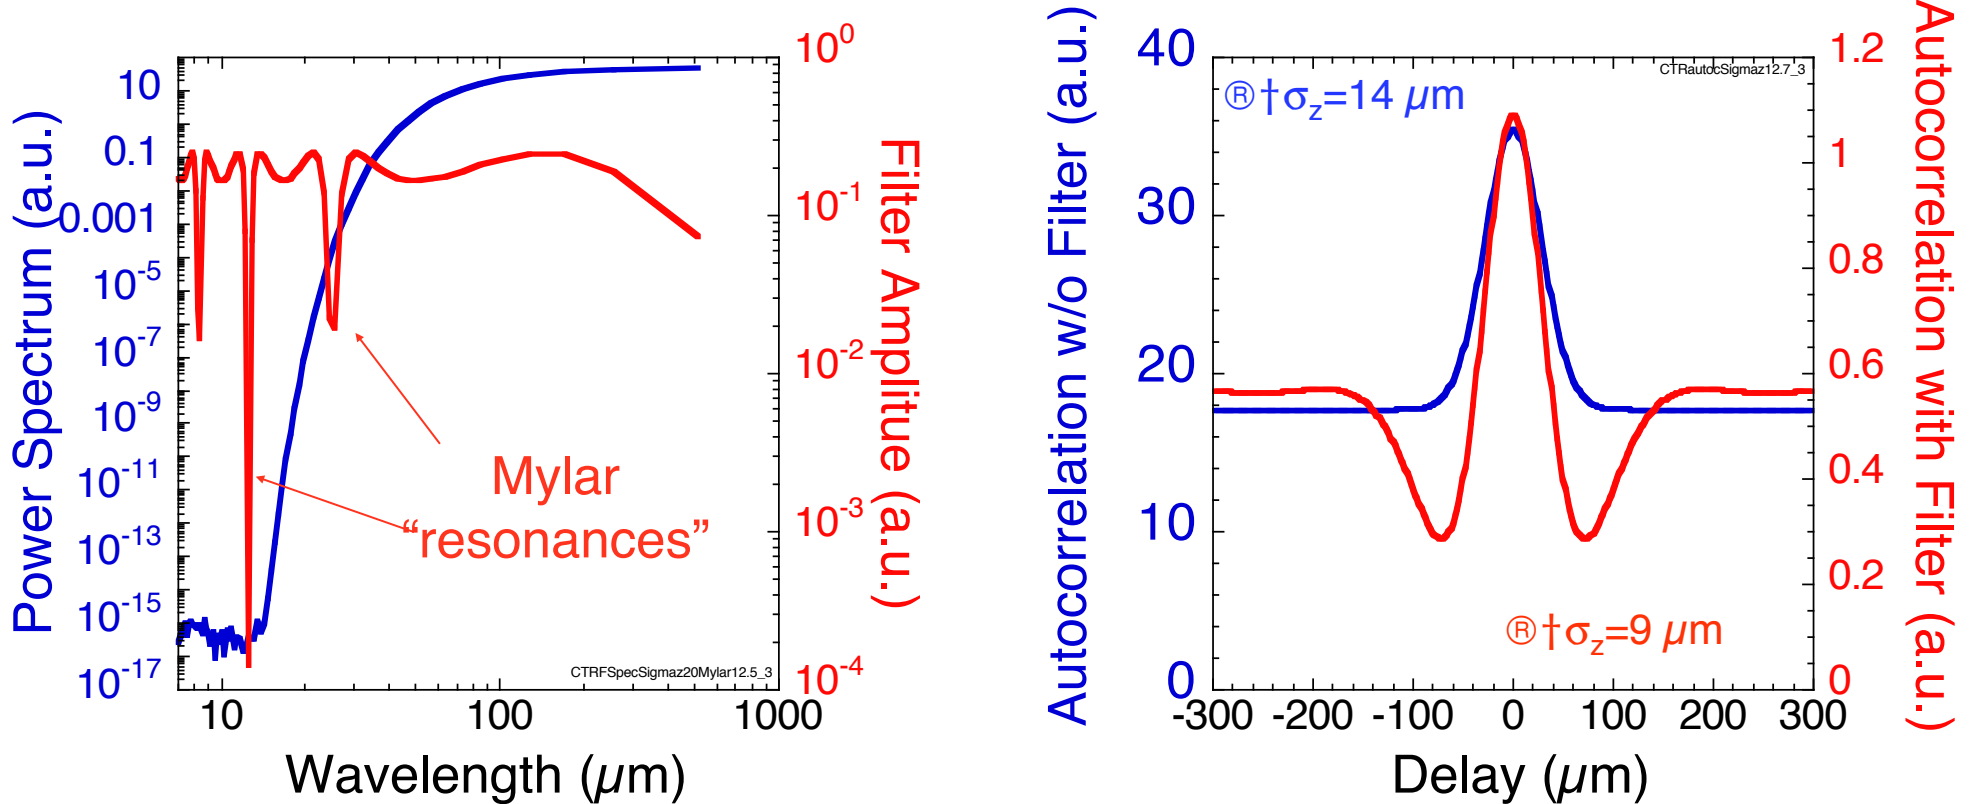 Power Spectrum (a.u.)
10
0.1
0.001
10-5
10-7
10-9
10-11
10-13
10-15
10-17
10 100 1000
Wavelength (µm)
100
10-1
10-2
10-3
10-4
Filter Amplitue (a.u.)
Mylar
“resonances”
CTRFSpecSigmaz20Mylar12.5_3
Autocorrelation w/o Filter (a.u.)
40
30
20
10
0
-300 -200 -100 0 100 200 300
Delay (µm)
1.2
1
0.8
0.6
0.4
0.2
0
Autocorrelation with Filter (a.u.)
CTRautocSigmaz12.7_3
®†σz=14 µm
®†σz=9 µm